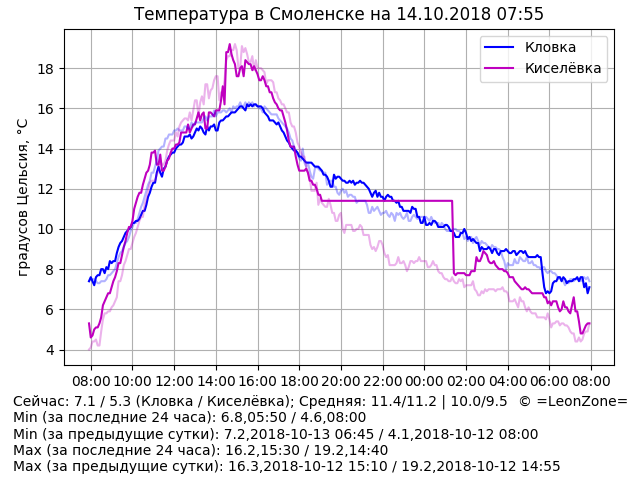 Температура в Смоленске на 14.10.2018 07:55
Кловка
Киселёвка
градусов Цельсия, °C
18
16
14
12
10
8
6
4
08:00 10:00 12:00 14:00 16:00 18:00 20:00 22:00 00:00 02:00 04:00 06:00 08:00
Сейчас: 7.1 / 5.3 (Кловка / Киселёвка); Средняя: 11.4/11.2 | 10.0/9.5 © =LeonZone=
Min (за последние 24 часа): 6.8,05:50 / 4.6,08:00
Min (за предыдущие сутки): 7.2,2018-10-13 06:45 / 4.1,2018-10-12 08:00
Max (за последние 24 часа): 16.2,15:30 / 19.2,14:40
Max (за предыдущие сутки): 16.3,2018-10-12 15:10 / 19.2,2018-10-12 14:55